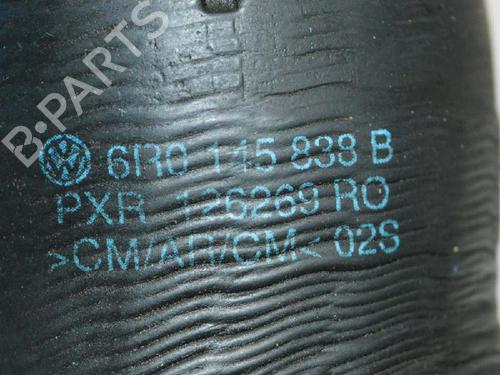 B-PARTS
6R0 145 838 B
PXR 126269 RO
>CM/AR/CM< 02S